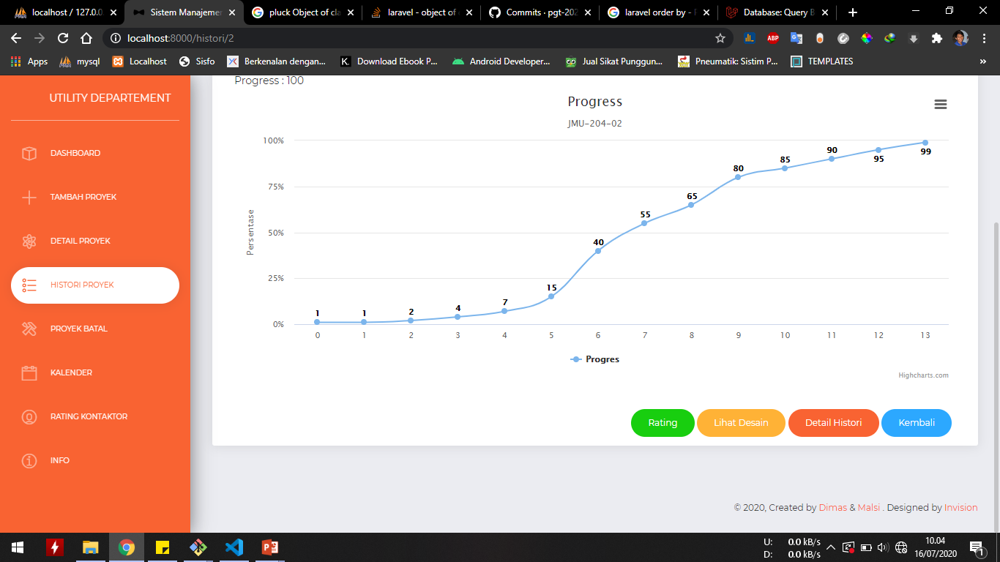 localhost / 127.0.0.
Sistem Manajemen
pluck Object of cla
laravel - object of
Commits · pgt-202
laravel order by - P
Database: Query B
localhost:8000/histori/2
ABP
Apps
mysql
Localhost
Sisfo
Berkenalan dengan...
Download Ebook P...
Android Developer...
Jual Sikat Punggun...
Pneumatik: Sistim P...
TEMPLATES
»
UTILITY DEPARTEMENT
DASHBOARD
TAMBAH PROYEK
DETAIL PROYEK
HISTORI PROYEK
PROYEK BATAL
KALENDER
RATING KONTAKTOR
INFO
Progress : 100
Progress
JMU-204-02
Persentase
100%
75%
50%
25%
0%
1 1 2 4 7 15 40 55 65 80 85 90 95 99
0 1 2 3 4 5 6 7 8 9 10 11 12 13
Progres
Highcharts.com
Rating Lihat Desain Detail Histori Kembali
© 2020, Created by Dimas & Malsi . Designed by Invision
U: 0.0 kB/s
D: 0.0 kB/s
10.04
16/07/2020
1